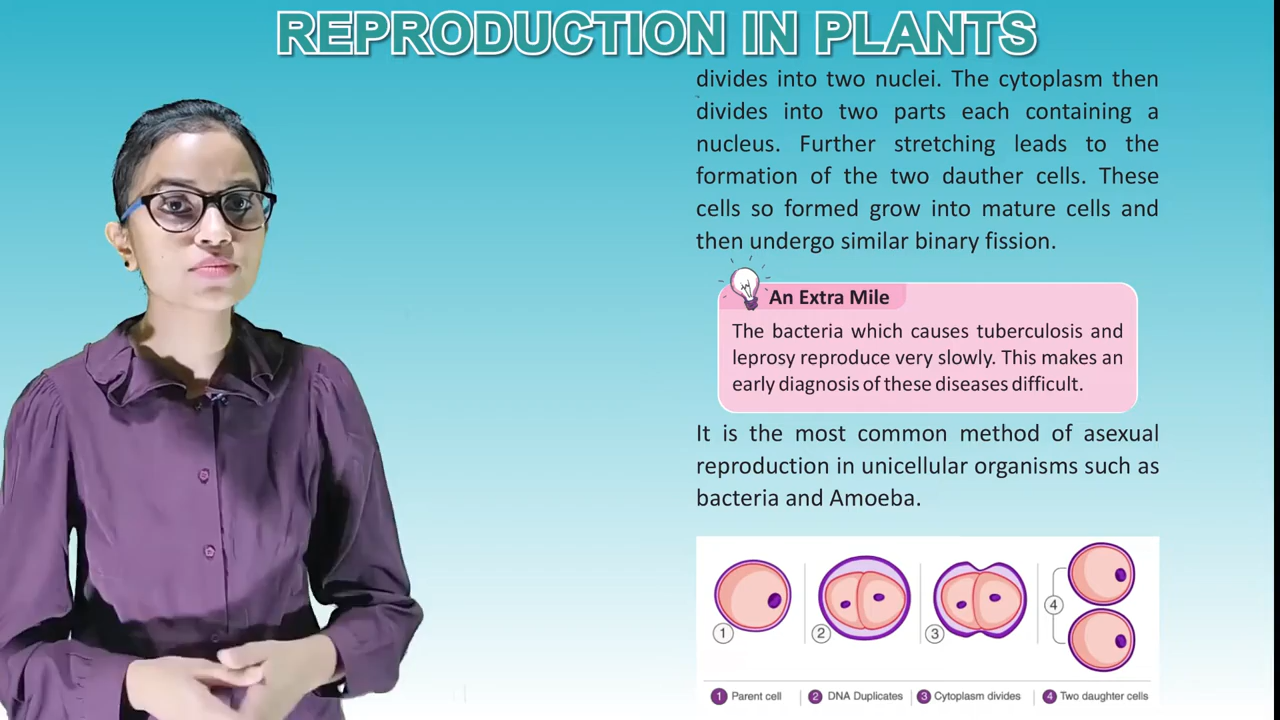 REPRODUCTION IN PLANTS
divides into two nuclei. The cytoplasm then
divides into two parts each containing a
nucleus. Further stretching leads to the
formation of the two dauther cells. These
cells so formed grow into mature cells and
then undergo similar binary fission.
An Extra Mile
The bacteria which causes tuberculosis and
leprosy reproduce very slowly. This makes an
early diagnosis of these diseases difficult.
It is the most common method of asexual
reproduction in unicellular organisms such as
bacteria and Amoeba.
1 2 3 4
1 Parent cell 2 DNA Duplicates 3 Cytoplasm divides 4 Two daughter cells